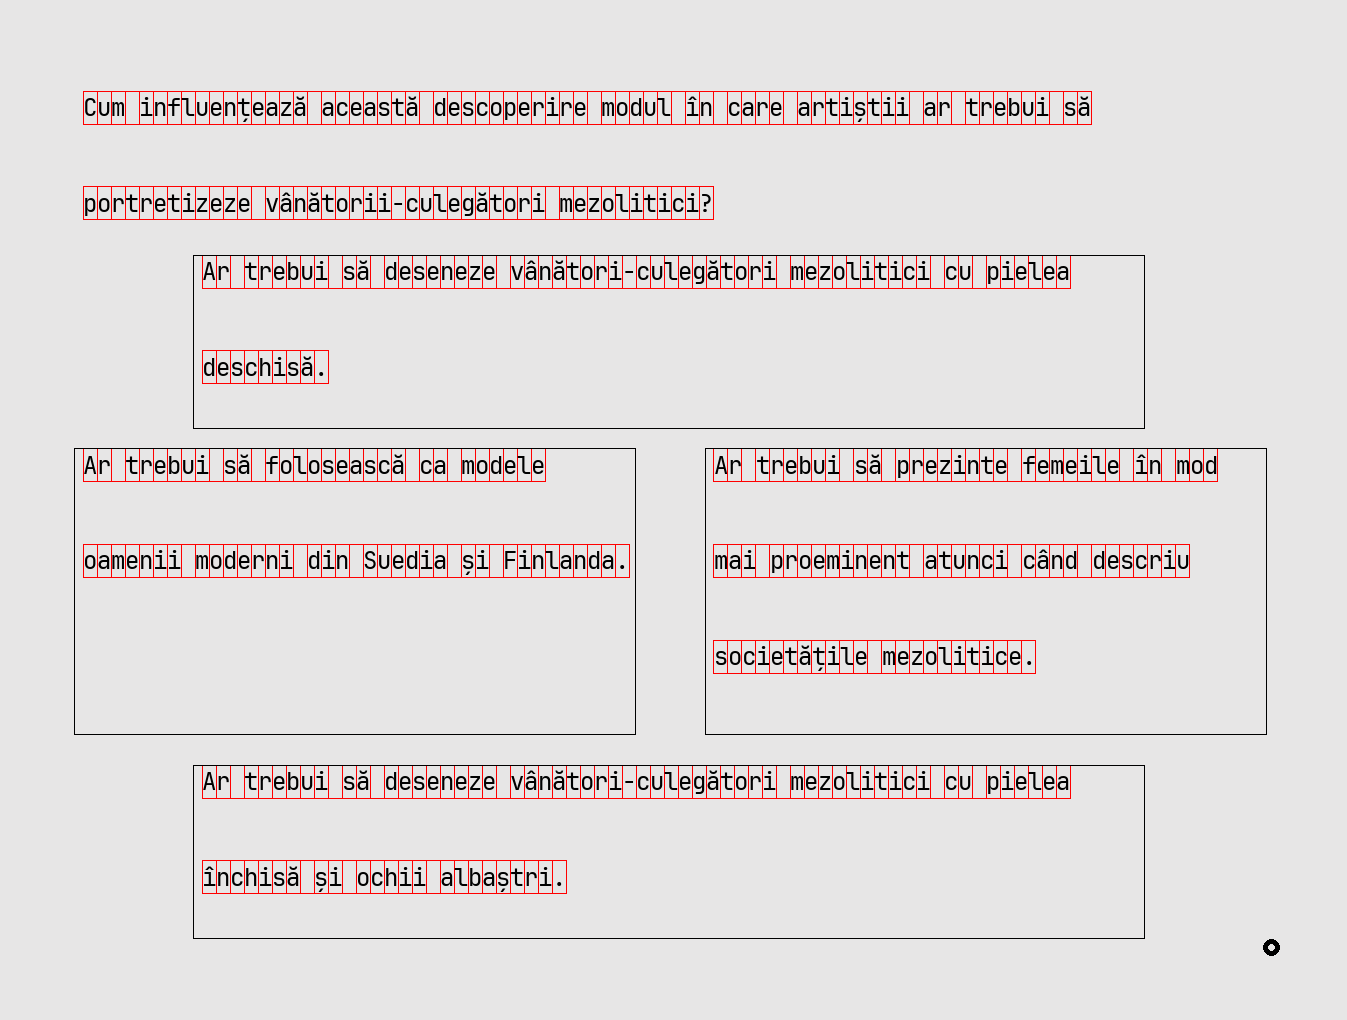 Cum influențează această descoperire modul în care artiștii ar trebui să
portretizeze vânătorii-culegători mezolitici?
Ar trebui să deseneze vânători-culegători mezolitici cu pielea
deschisă.
Ar trebui să folosească ca modele
oamenii moderni din Suedia și Finlanda.
Ar trebui să prezinte femeile în mod
mai proeminent atunci când descriu
societățile mezolitice.
Ar trebui să deseneze vânători-culegători mezolitici cu pielea
închisă și ochii albaștri.